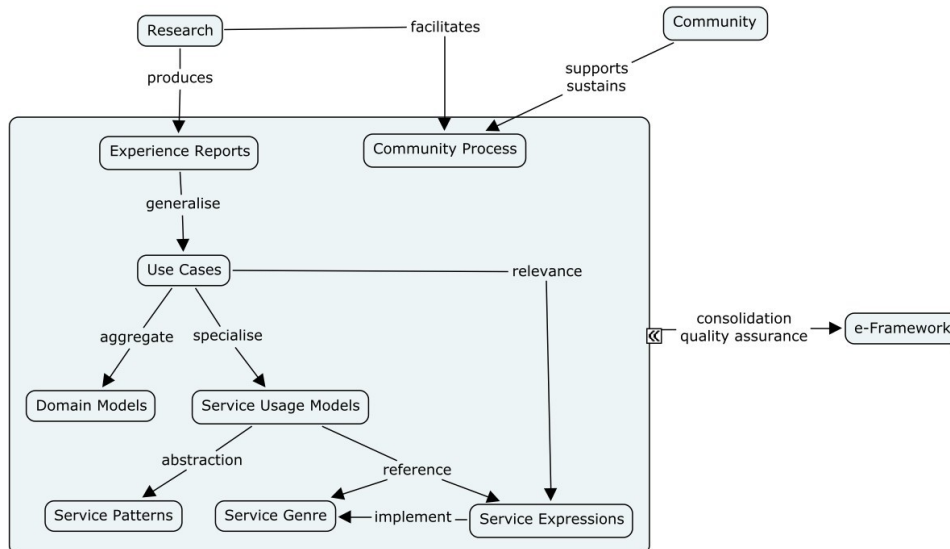 Research
facilitates
Community
produces
supports
sustains
Experience Reports
Community Process
generalise
Use Cases
relevance
aggregate
specialise
consolidation
quality assurance
e-Framework
Domain Models
Service Usage Models
abstraction
reference
Service Patterns
Service Genre
implement
Service Expressions